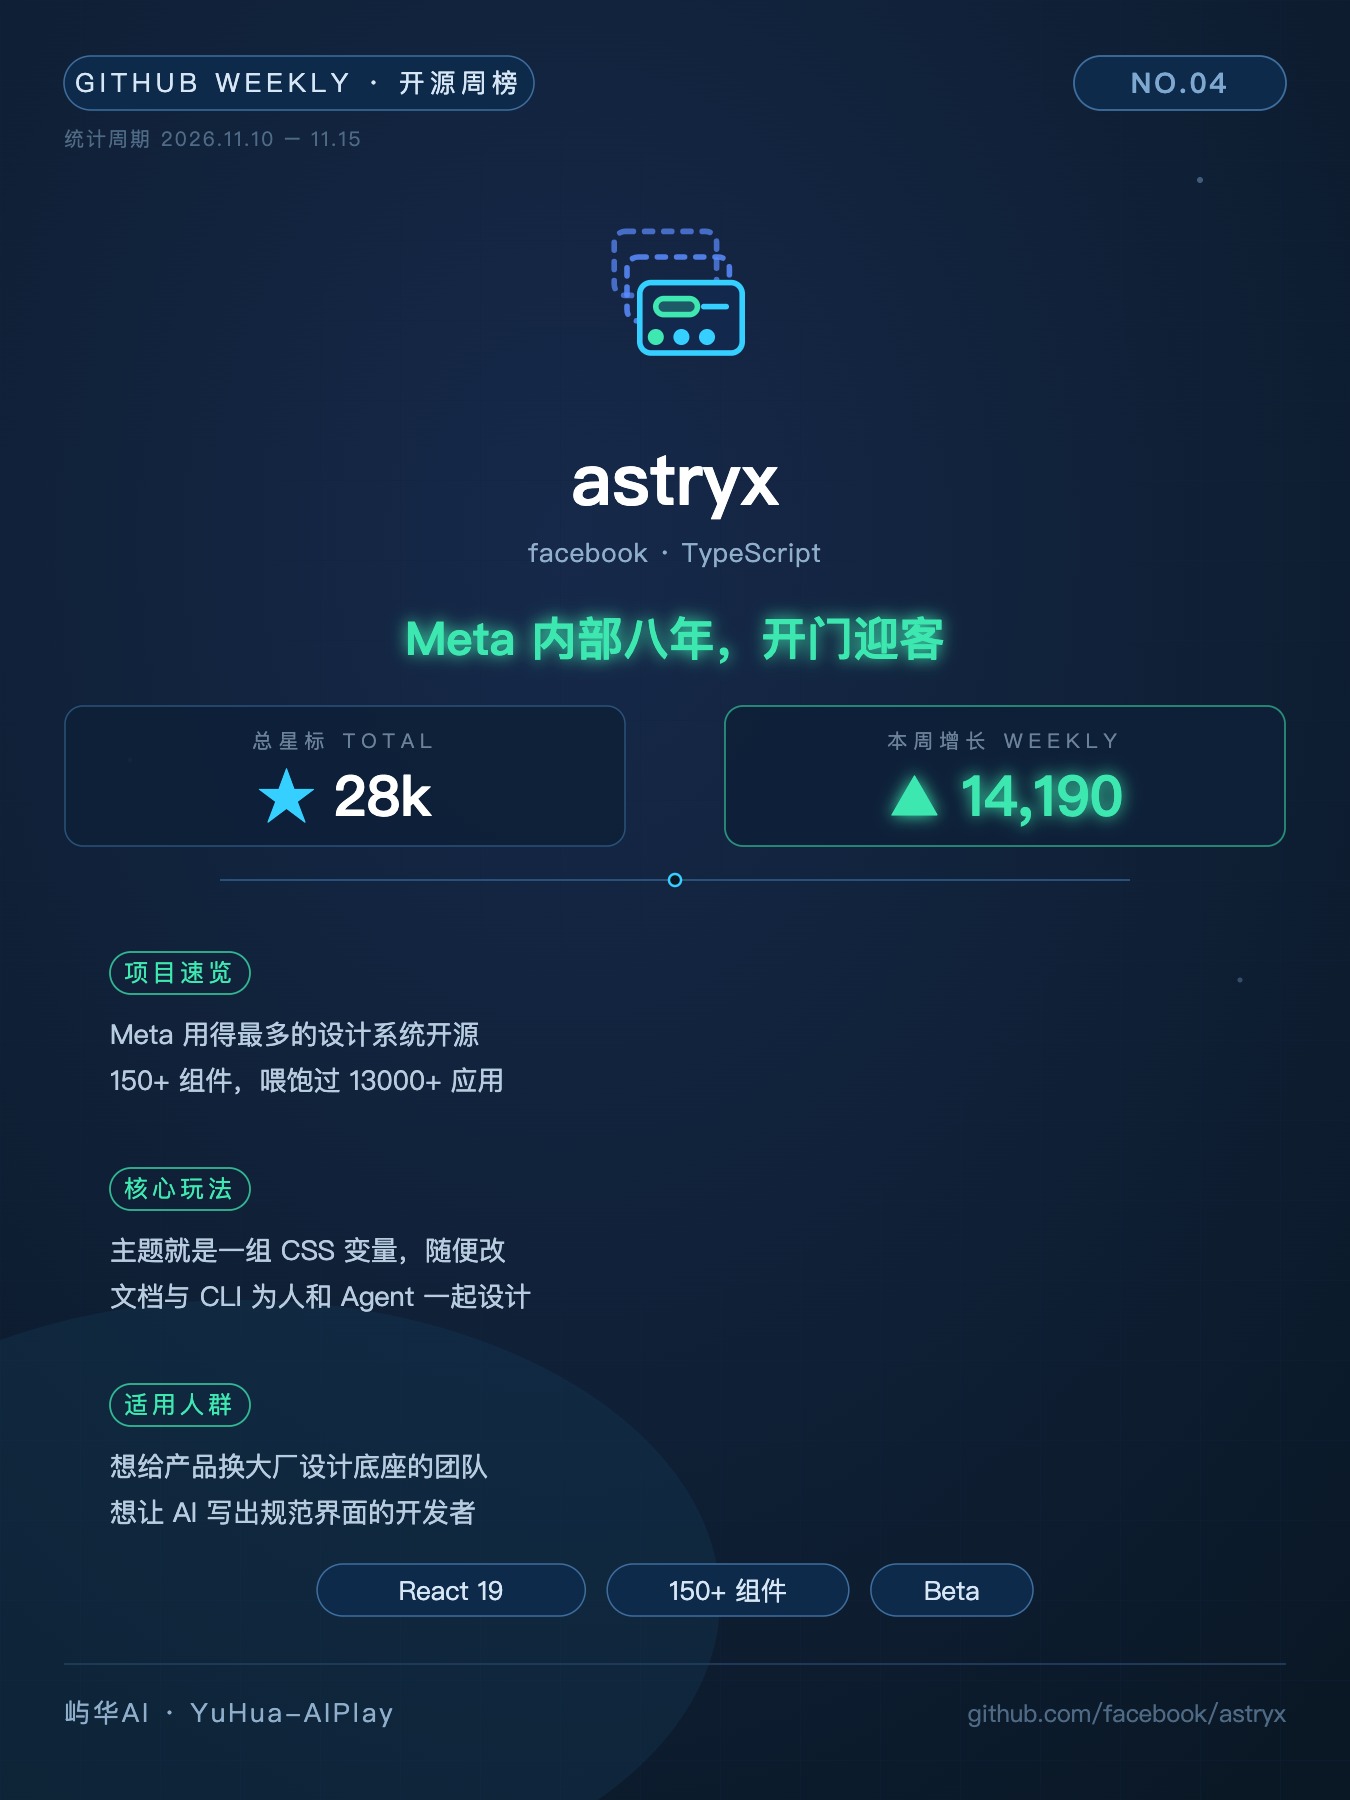 GITHUB WEEKLY · 开源周榜
NO.04
统计周期 2026.11.10 — 11.15
astryx
facebook · TypeScript
Meta 内部八年，开门迎客
总星标 TOTAL
★ 28k
本周增长 WEEKLY
▲ 14,190
项目速览
Meta 用得最多的设计系统开源
150+ 组件，喂饱过 13000+ 应用
核心玩法
主题就是一组 CSS 变量，随便改
文档与 CLI 为人和 Agent 一起设计
适用人群
想给产品换大厂设计底座的团队
想让 AI 写出规范界面的开发者
React 19
150+ 组件
Beta
屿华AI · YuHua-AIPlay
github.com/facebook/astryx